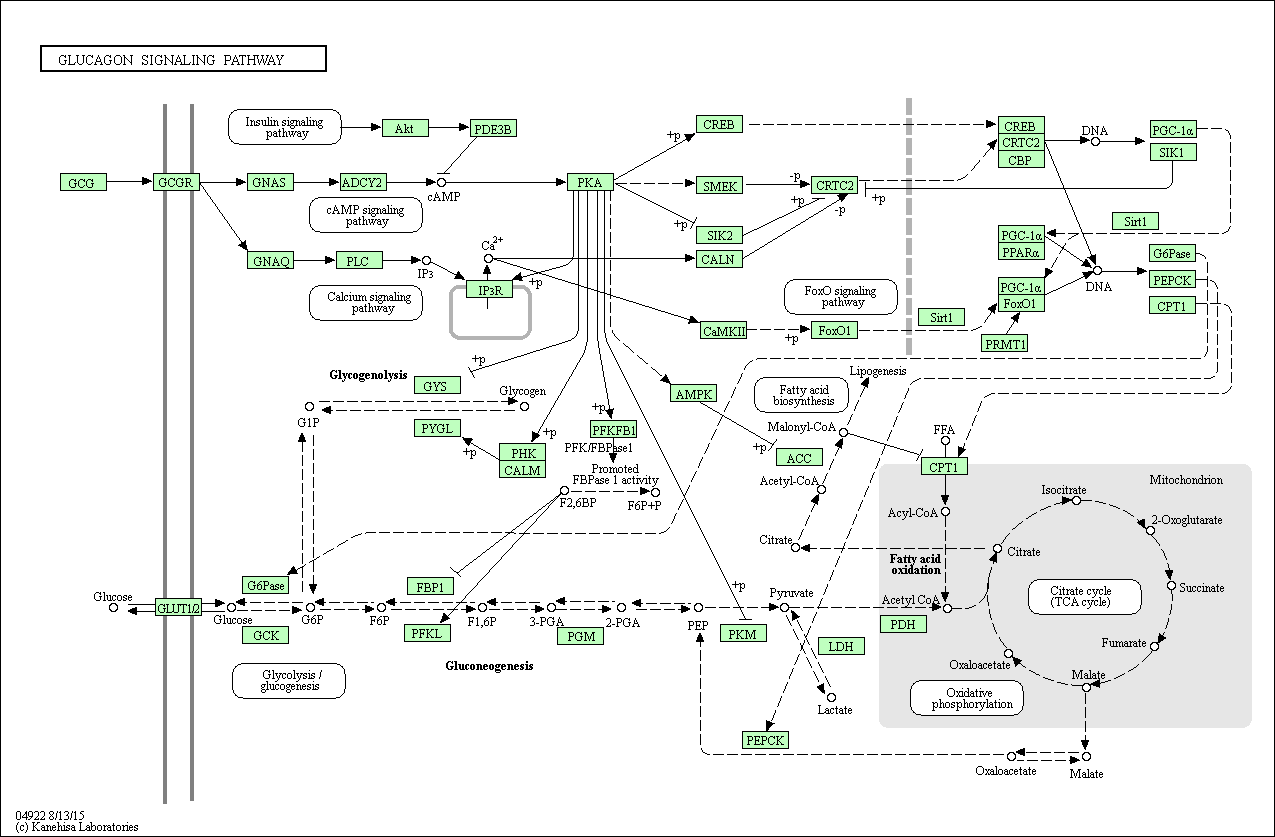 GLUCAGON SIGNALING PATHWAY
Insulin signaling
pathway
Akt
PDE3B
GCG
GCGR
GNAS
ADCY2
cAMP
cAMP signaling
pathway
GNAQ
PLC
IP3
Ca2+
IP3R
+p
Calcium signaling
pathway
PKA
+p
CREB
SMEK
-p
CRTC2
+p
+p
-p
+p
SIK2
CALN
CaMKII
+p
FoxO1
FoxO signaling
pathway
CREB
CRTC2
CBP
DNA
PGC-1α
SIK1
Sirt1
PGC-1α
PPARα
PGC-1α
FoxO1
Sirt1
PRMT1
DNA
G6Pase
PEPCK
CPT1
Glycogenolysis
+p
GYS
Glycogen
G1P
PYGL
+p
PHK
CALM
+p
+p
PFKFB1
PFK/FBPase1
Promoted
FBPase 1 activity
F2,6BP
F6P+P
AMPK
+p
ACC
Fatty acid
biosynthesis
Lipogenesis
Malonyl-CoA
Acetyl-CoA
Citrate
FFA
CPT1
Acyl-CoA
Fatty acid
oxidation
Mitochondrion
Isocitrate
2-Oxoglutarate
Citrate
Succinate
Citrate cycle
(TCA cycle)
Fumarate
Malate
Oxaloacetate
Oxidative
phosphorylation
Glucose
GLUT1/2
Glucose
G6Pase
GCK
G6P
F6P
FBP1
PFKL
F1,6P
3-PGA
PGM
2-PGA
PEP
+p
PKM
Pyruvate
LDH
Lactate
Acetyl CoA
PDH
Gluconeogenesis
Glycolysis /
glucogenesis
PEPCK
Oxaloacetate
Malate
04922 8/13/15
(c) Kanehisa Laboratories